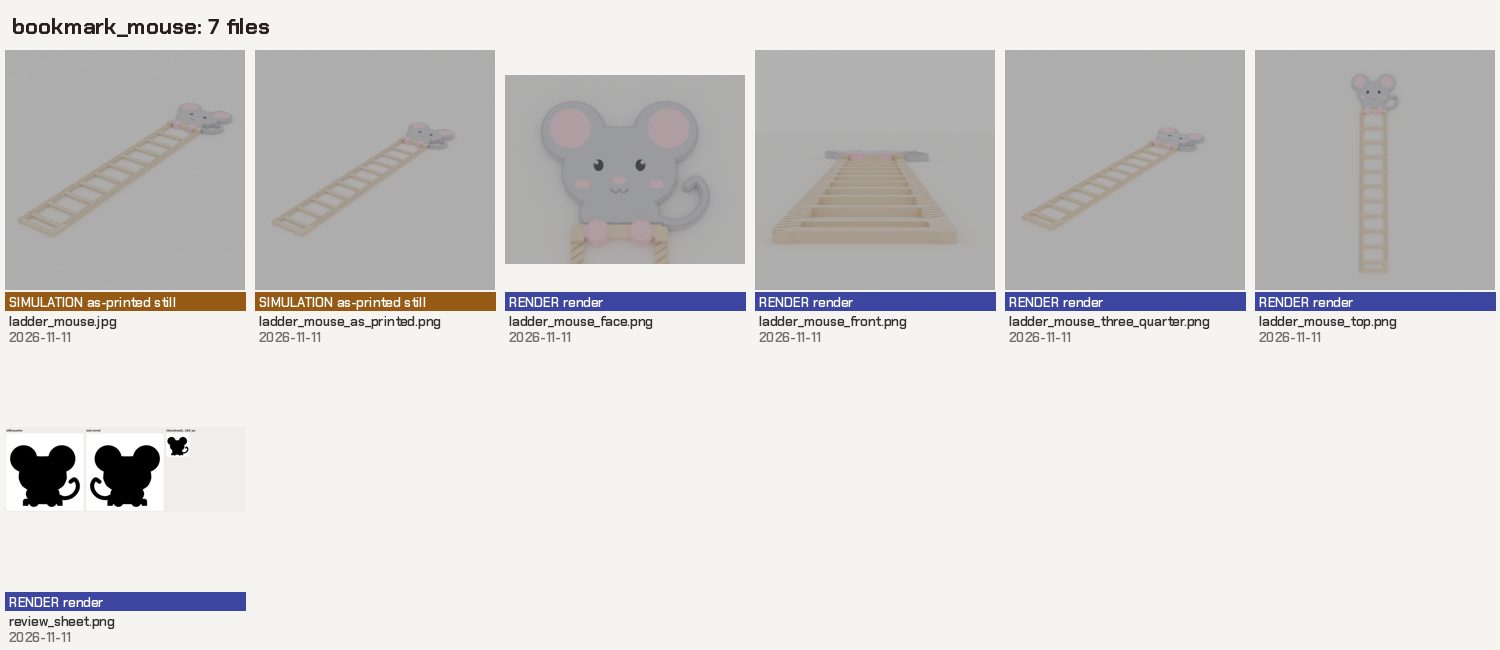 bookmark_mouse: 7 files
SIMULATION as-printed still
SIMULATION as-printed still
RENDER render
RENDER render
RENDER render
RENDER render
ladder_mouse.jpg
ladder_mouse_as_printed.png
ladder_mouse_face.png
ladder_mouse_front.png
ladder_mouse_three_quarter.png
ladder_mouse_top.png
2026-11-11
2026-11-11
2026-11-11
2026-11-11
2026-11-11
2026-11-11
silhouette
mirrored
RENDER render
review_sheet.png
2026-11-11